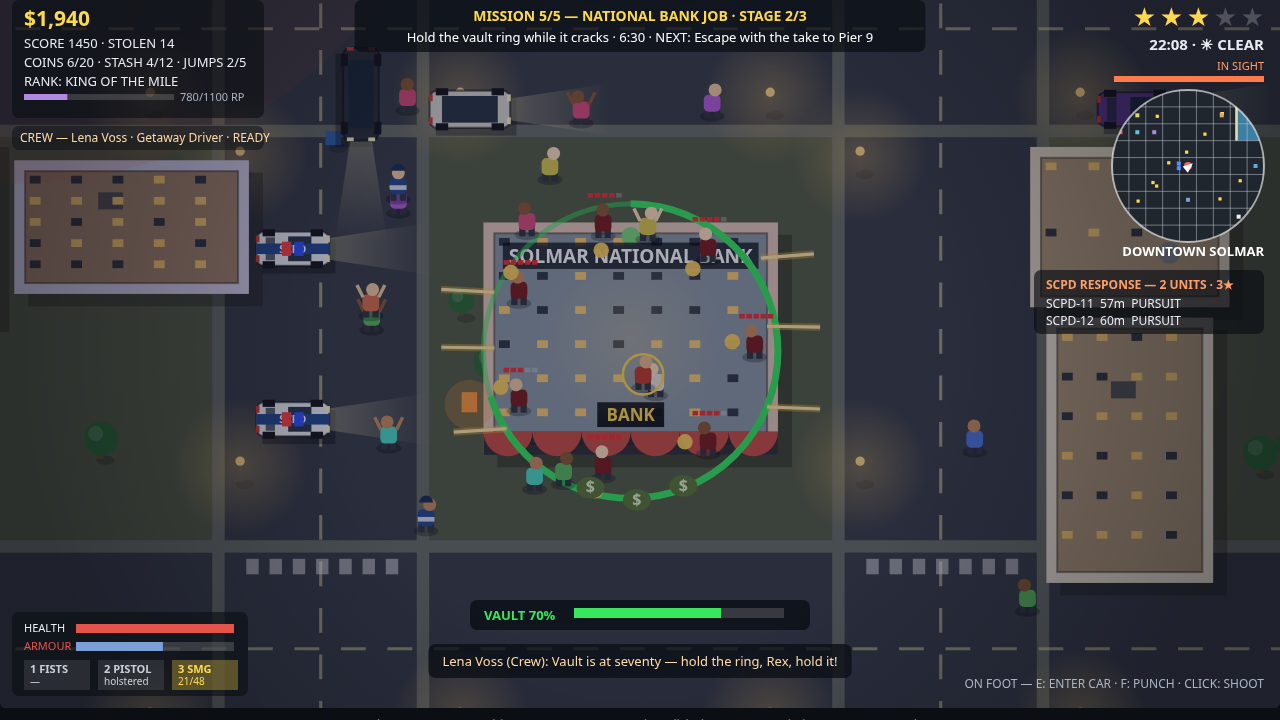 $1,940
SCORE 1450 · STOLEN 14
COINS 6/20 · STASH 4/12 · JUMPS 2/5
RANK: KING OF THE MILE
780/1100 RP
CREW — Lena Voss · Getaway Driver · READY
MISSION 5/5 — NATIONAL BANK JOB · STAGE 2/3
Hold the vault ring while it cracks · 6:30 · NEXT: Escape with the take to Pier 9
22:08 · ☀ CLEAR
IN SIGHT
DOWNTOWN SOLMAR
SCPD RESPONSE — 2 UNITS · 3★
SCPD-11 57m PURSUIT
SCPD-12 60m PURSUIT
SOLMAR NATIONAL BANK
BANK
$ $ $
VAULT 70%
Lena Voss (Crew): Vault is at seventy — hold the ring, Rex, hold it!
HEALTH
ARMOUR
1 FISTS
—
2 PISTOL
holstered
3 SMG
21/48
ON FOOT — E: ENTER CAR · F: PUNCH · CLICK: SHOOT